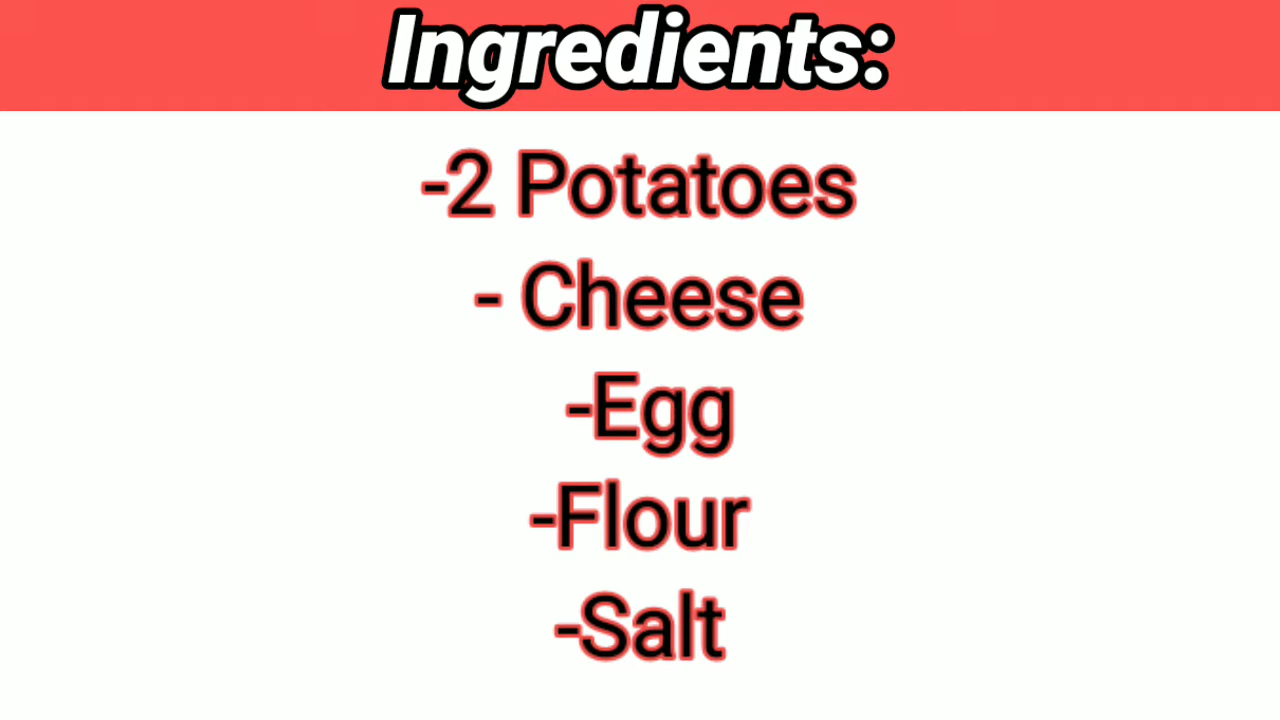 Ingredients:
-2 Potatoes
- Cheese
-Egg
-Flour
-Salt